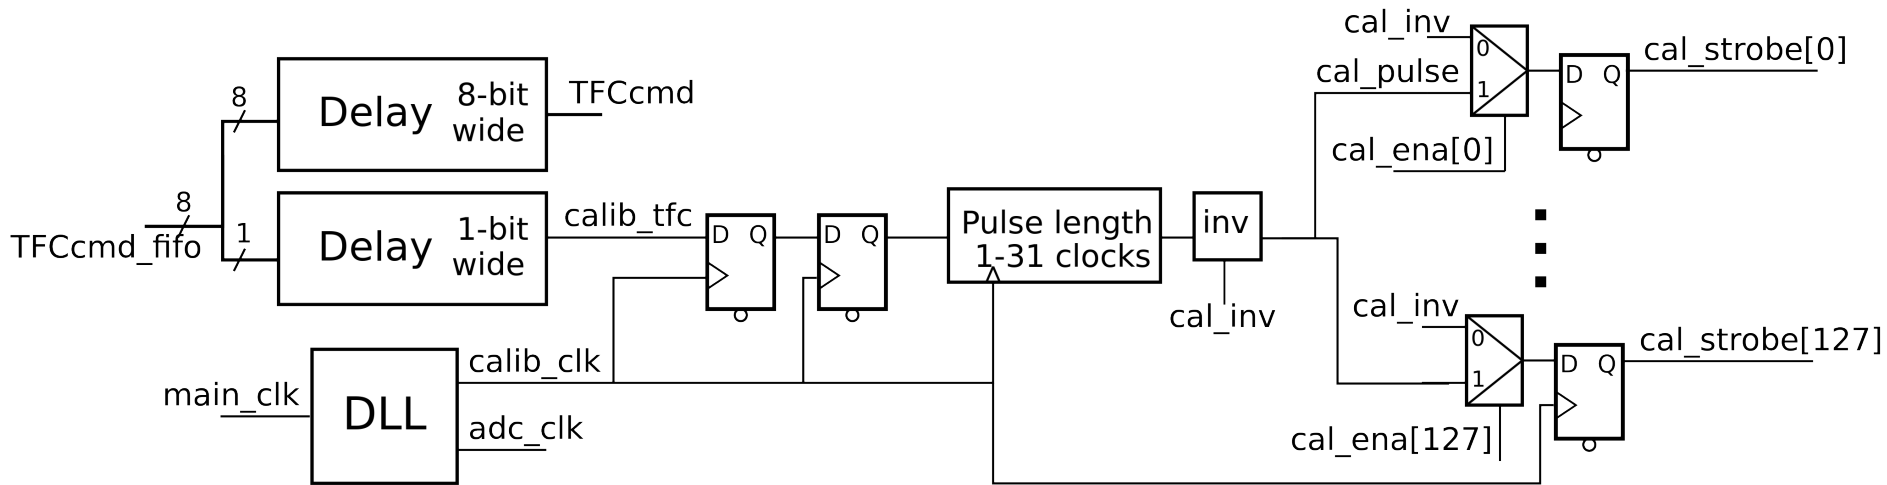 cal_inv
0
cal_pulse
1
D Q
cal_strobe[0]
cal_ena[0]
8
Delay 8-bit wide
TFCcmd
8
TFCcmd_fifo
1
Delay 1-bit wide
calib_tfc
D Q
D Q
Pulse length
1-31 clocks
inv
cal_inv
cal_inv
0
1
D Q
cal_strobe[127]
cal_ena[127]
main_clk
DLL
calib_clk
adc_clk